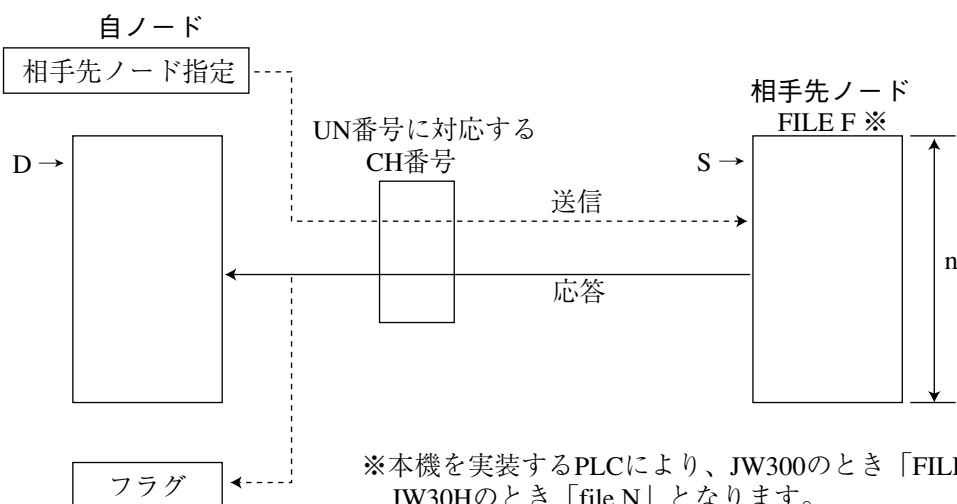 自ノード
相手先ノード指定
相手先ノード
FILE F ※
UN番号に対応する
CH番号
D→
S→
送信
n
応答
フラグ
※本機を実装するPLCにより、JW300のとき「FILE
JW30Hのとき「file N」となります。